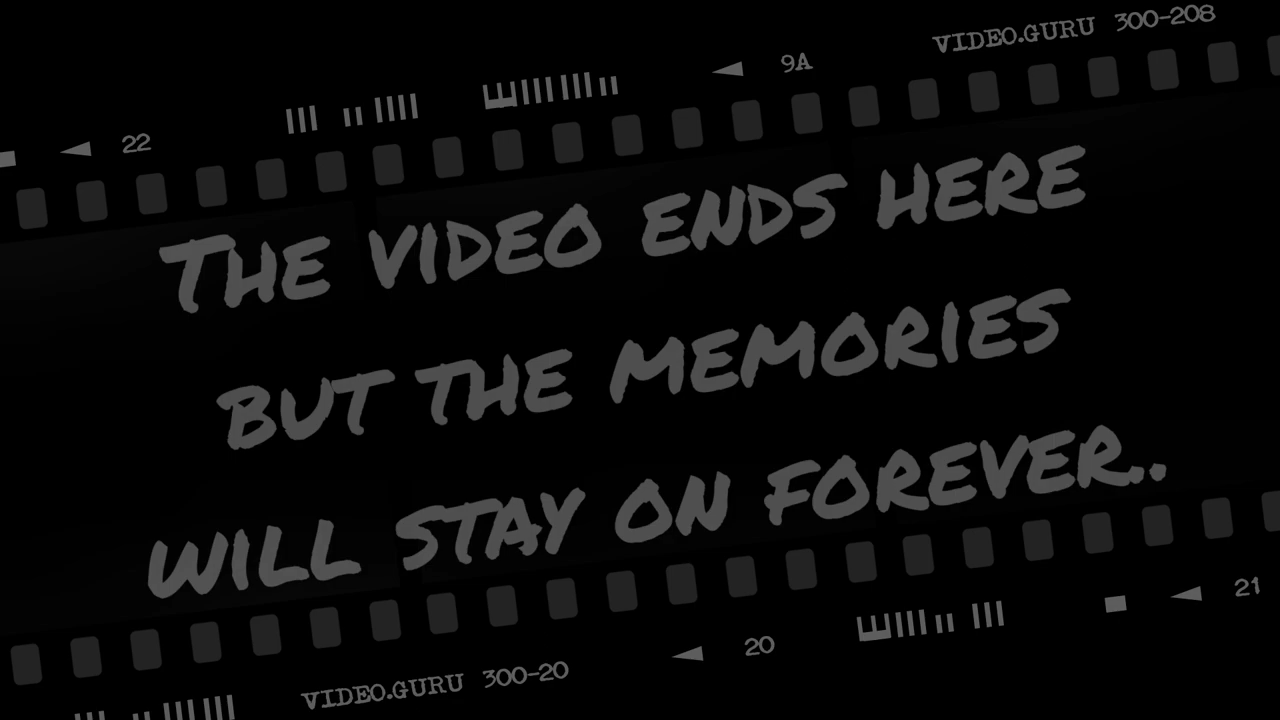 VIDEO.GURU 300-208
9A
22
THE VIDEO ENDS HERE
BUT THE MEMORIES
WILL STAY ON FOREVER..
21
20
VIDEO.GURU 300-20